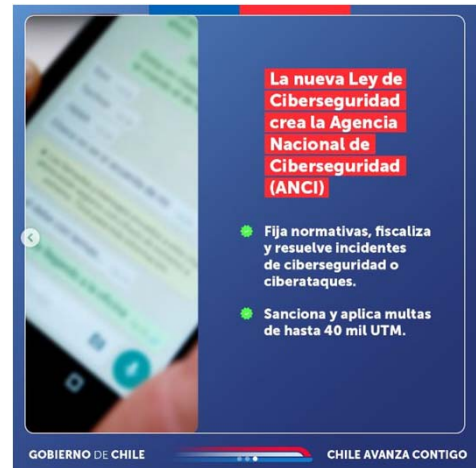 La nueva Ley de
Ciberseguridad
crea la Agencia
Nacional de
Ciberseguridad
(ANCI)
Fija normativas, fiscaliza
y resuelve incidentes
de ciberseguridad o
ciberataques.
Sanciona y aplica multas
de hasta 40 mil UTM.
GOBIERNO DE CHILE
CHILE AVANZA CONTIGO